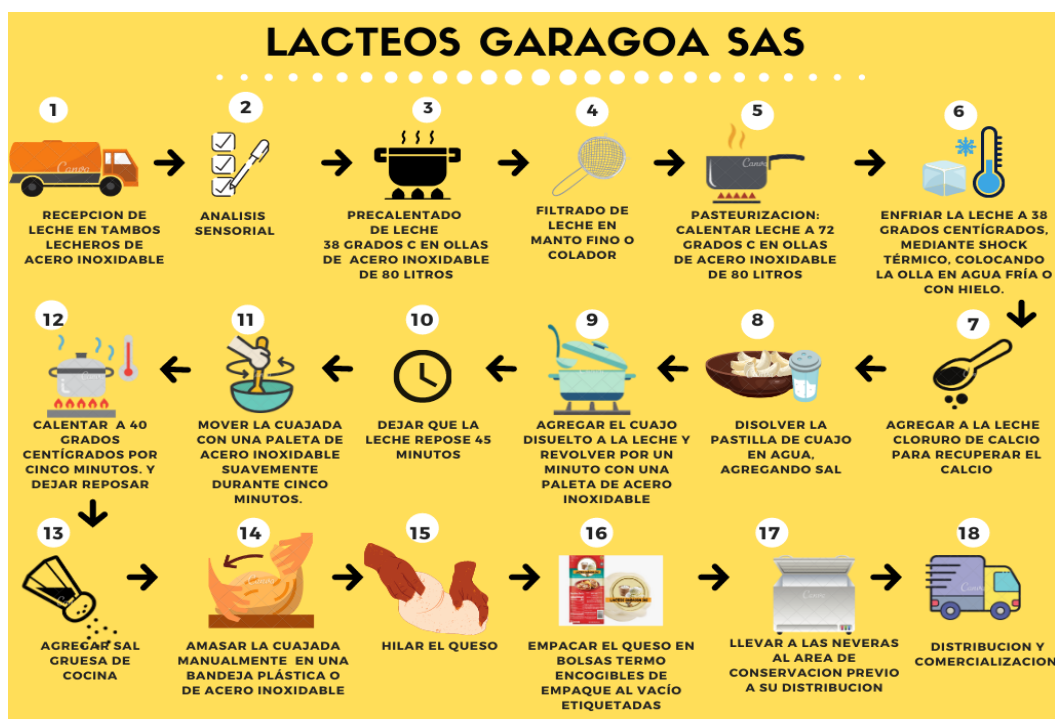 LACTEOS GARAGOA SAS
1
RECEPCION DE
LECHE EN TAMBOS
LECHEROS DE
ACERO INOXIDABLE
2
ANALISIS
SENSORIAL
3
PRECALENTADO
DE LECHE
38 GRADOS C EN OLLAS
DE ACERO INOXIDABLE
DE 80 LITROS
4
FILTRADO DE
LECHE EN
MANTO FINO O
COLADOR
5
PASTEURIZACION:
CALENTAR LECHE A 72
GRADOS C EN OLLAS
DE ACERO INOXIDABLE
DE 80 LITROS
6
ENFRIAR LA LECHE A 38
GRADOS CENTÍGRADOS,
MEDIANTE SHOCK
TÉRMICO, COLOCANDO
LA OLLA EN AGUA FRÍA O
CON HIELO.
7
AGREGAR A LA LECHE
CLORURO DE CALCIO
PARA RECUPERAR EL
CALCIO
8
DISOLVER LA
PASTILLA DE CUAJO
EN AGUA,
AGREGANDO SAL
9
AGREGAR EL CUAJO
DISUELTO A LA LECHE Y
REVOLVER POR UN
MINUTO CON UNA
PALETA DE ACERO
INOXIDABLE
10
DEJAR QUE LA
LECHE REPOSE 45
MINUTOS
11
MOVER LA CUAJADA
CON UNA PALETA DE
ACERO INOXIDABLE
SUAVEMENTE
DURANTE CINCO
MINUTOS.
12
CALENTAR A 40
GRADOS
CENTÍGRADOS POR
CINCO MINUTOS. Y
DEJAR REPOSAR
13
AGREGAR SAL
GRUESA DE
COCINA
14
AMASAR LA CUAJADA
MANUALMENTE EN UNA
BANDEJA PLÁSTICA O
DE ACERO INOXIDABLE
15
HILAR EL QUESO
16
LACTEOS GARAGOA SAS
EMPACAR EL QUESO EN
BOLSAS TERMO
ENCOGIBLES DE
EMPAQUE AL VACÍO
ETIQUETADAS
17
LLEVAR A LAS NEVERAS
AL AREA DE
CONSERVACION PREVIO
A SU DISTRIBUCION
18
DISTRIBUCION Y
COMERCIALIZACION
Canva
Canva
Canva
Canva
Canva
Canva